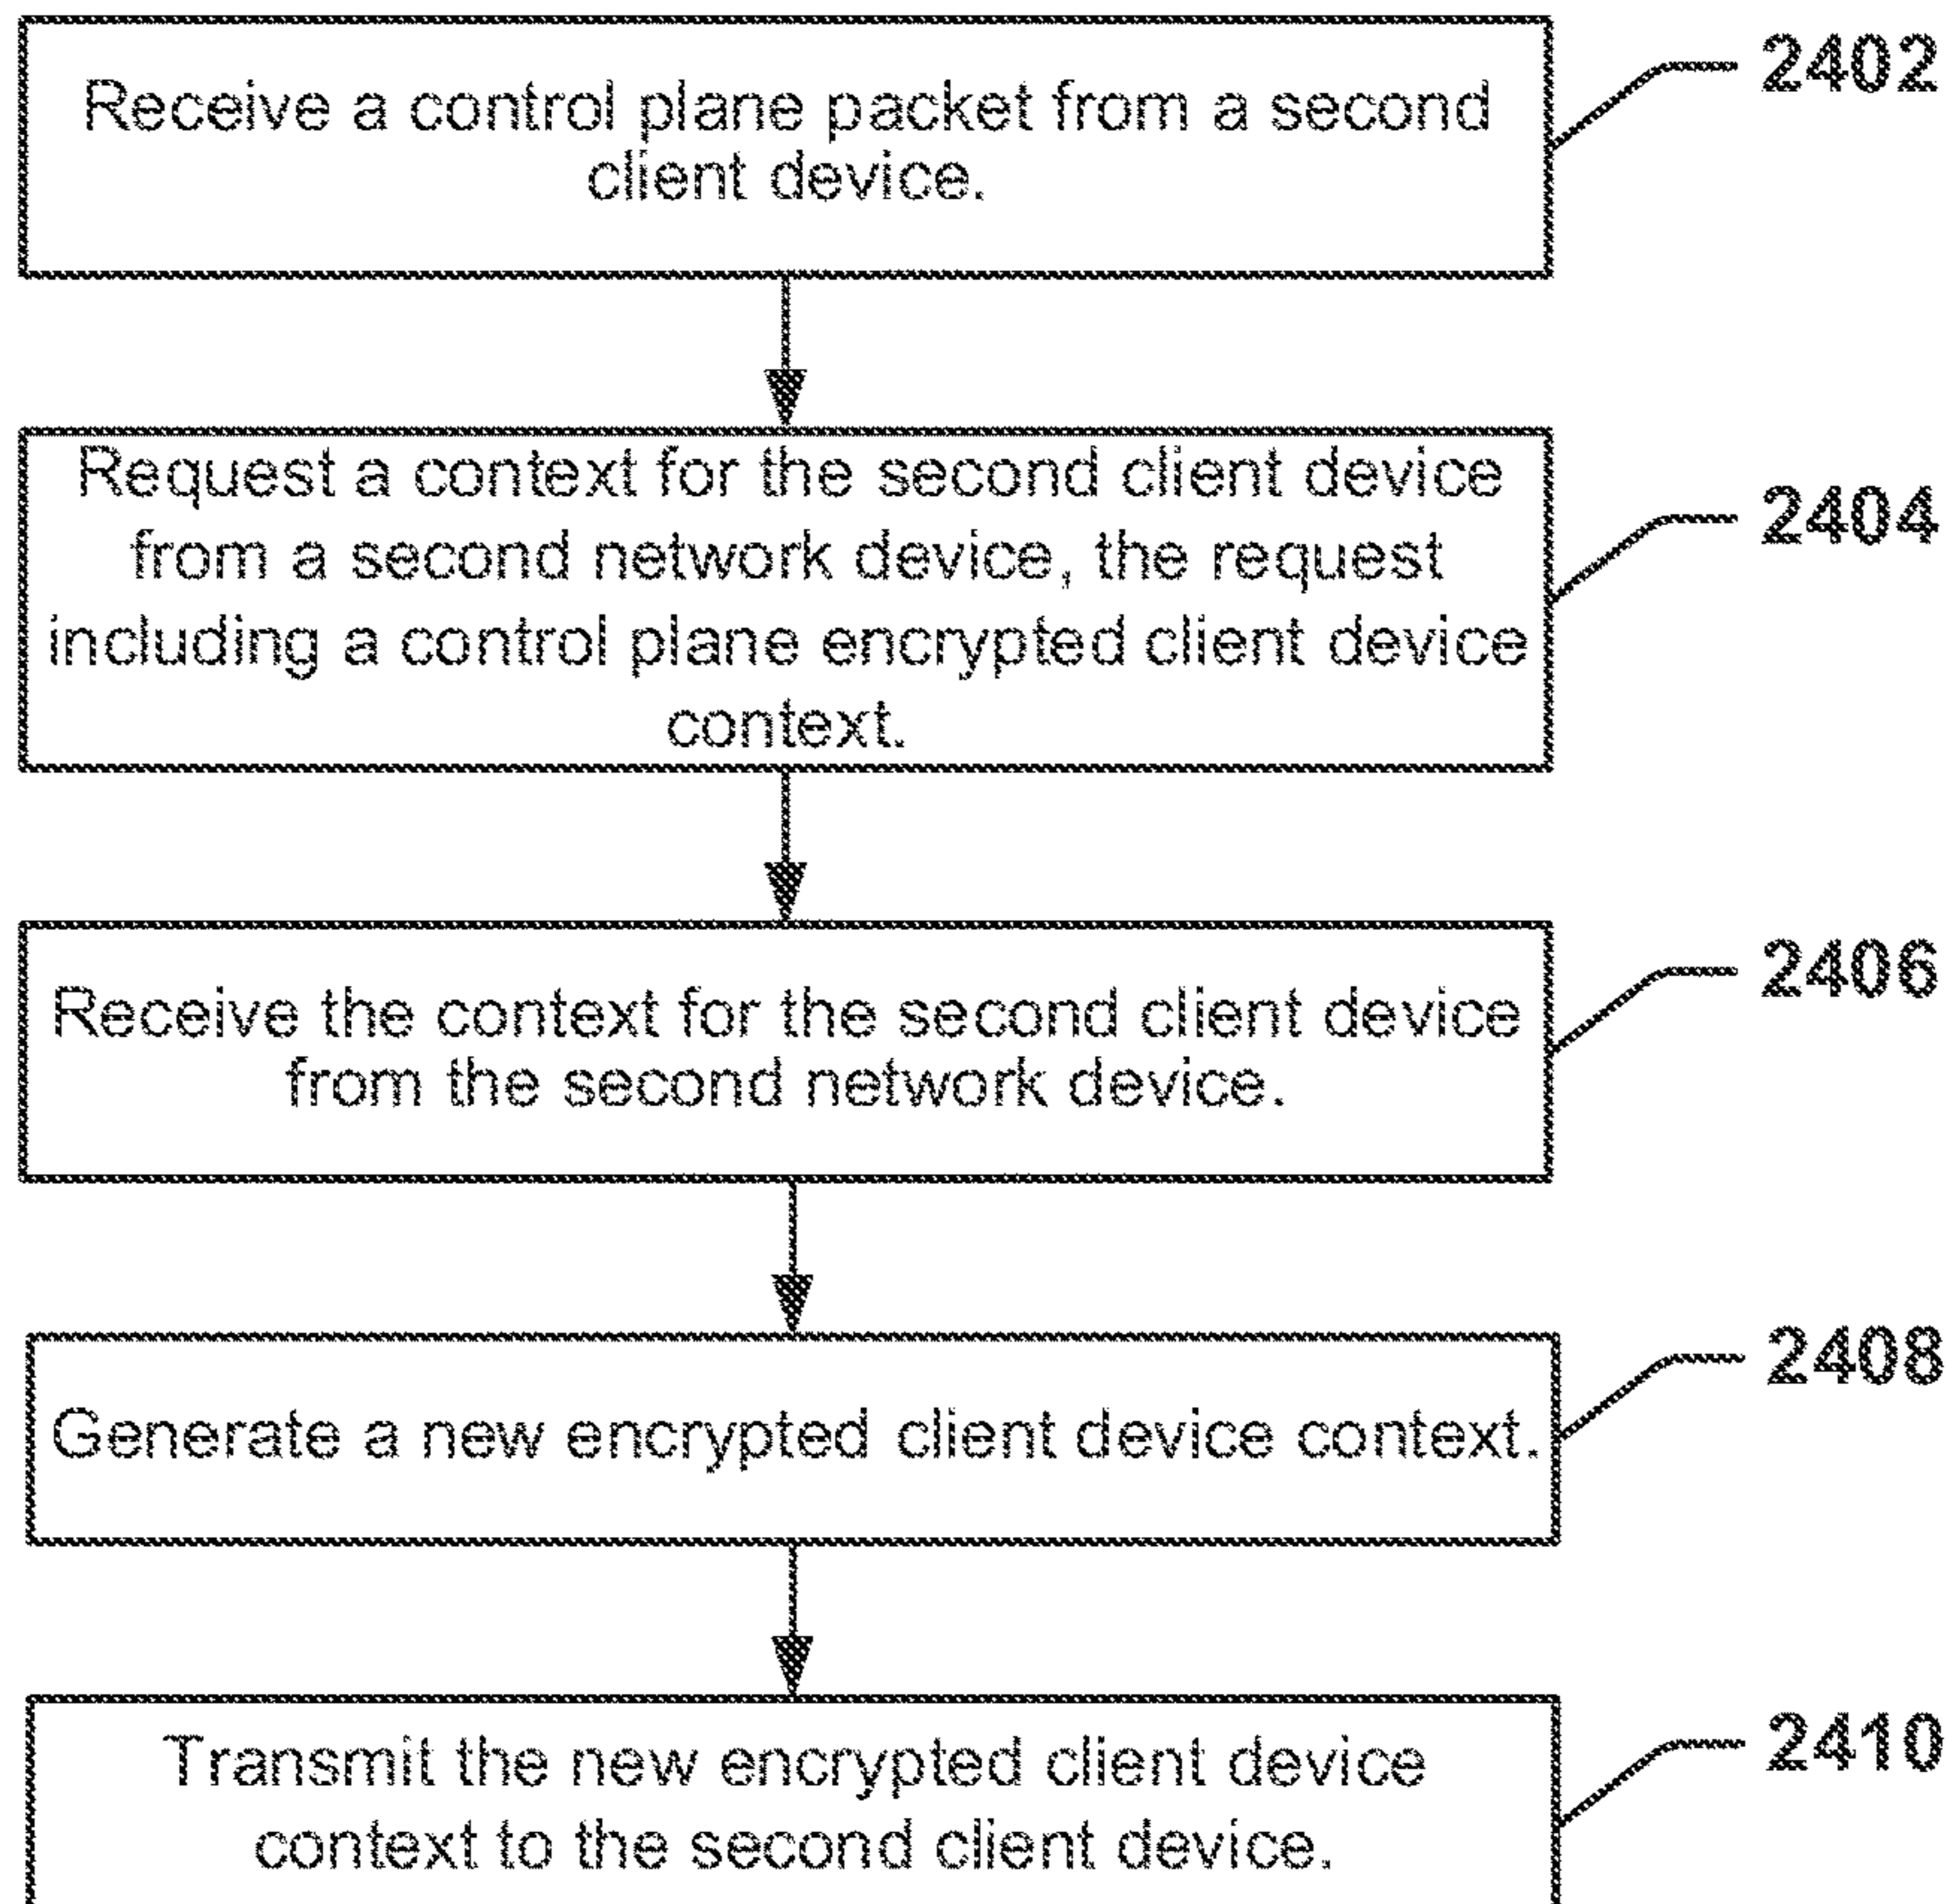 Receive a control plane packet from a second
client device.
2402
Request a context for the second client device
from a second network device, the request
including a control plane encrypted client device
context.
2404
Receive the context for the second client device
from the second network device.
2406
Generate a new encrypted client device context.
2408
Transmit the new encrypted client device
context to the second client device.
2410